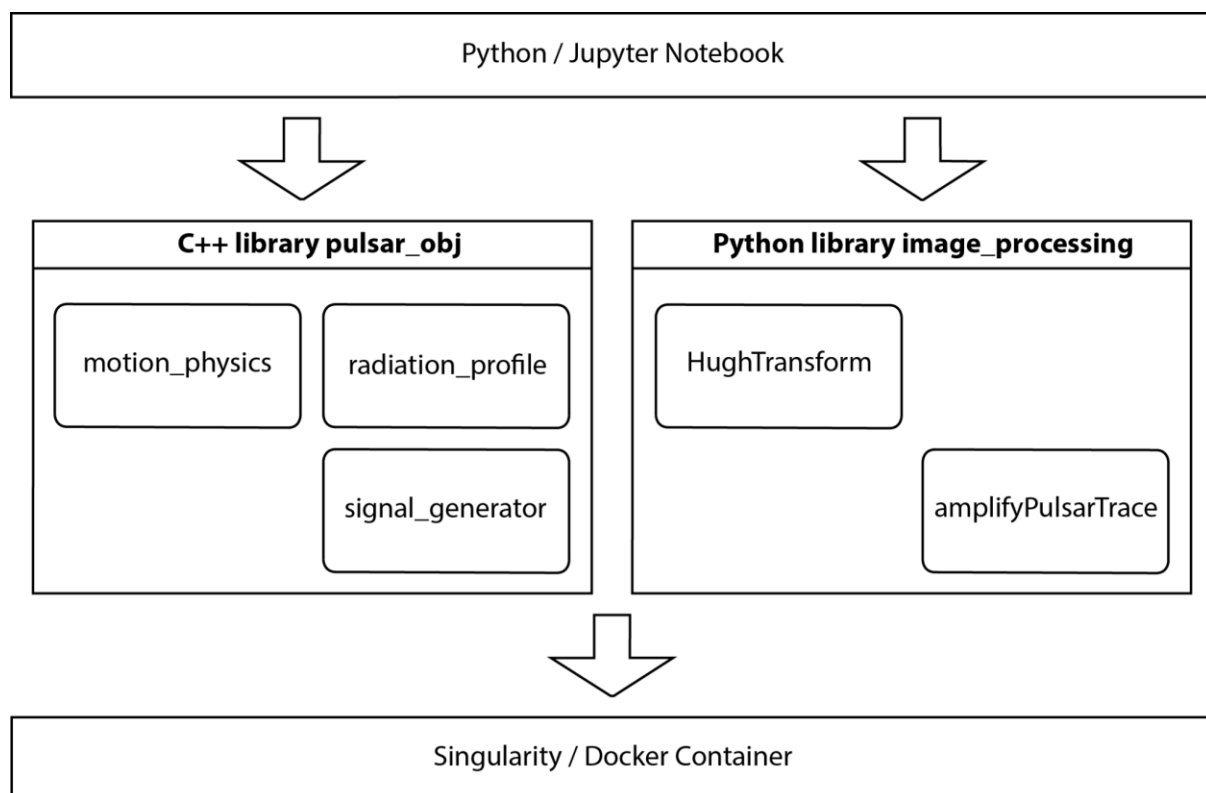 Python / Jupyter Notebook
C++ library pulsar_obj
Python library image_processing
motion_physics
radiation_profile
HughTransform
signal_generator
amplifyPulsarTrace
Singularity / Docker Container